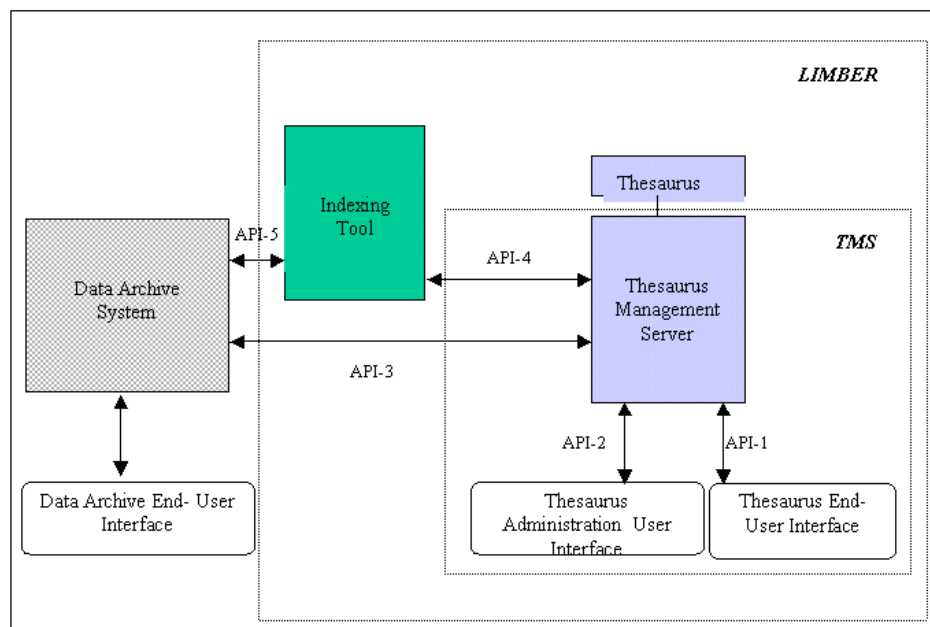 LIMBER
Thesaurus
Indexing
Tool
TMS
API-5
API-4
Data Archive
System
Thesaurus
Management
Server
API-3
API-2
API-1
Data Archive End- User
Interface
Thesaurus
Administration User
Interface
Thesaurus End-
User Interface